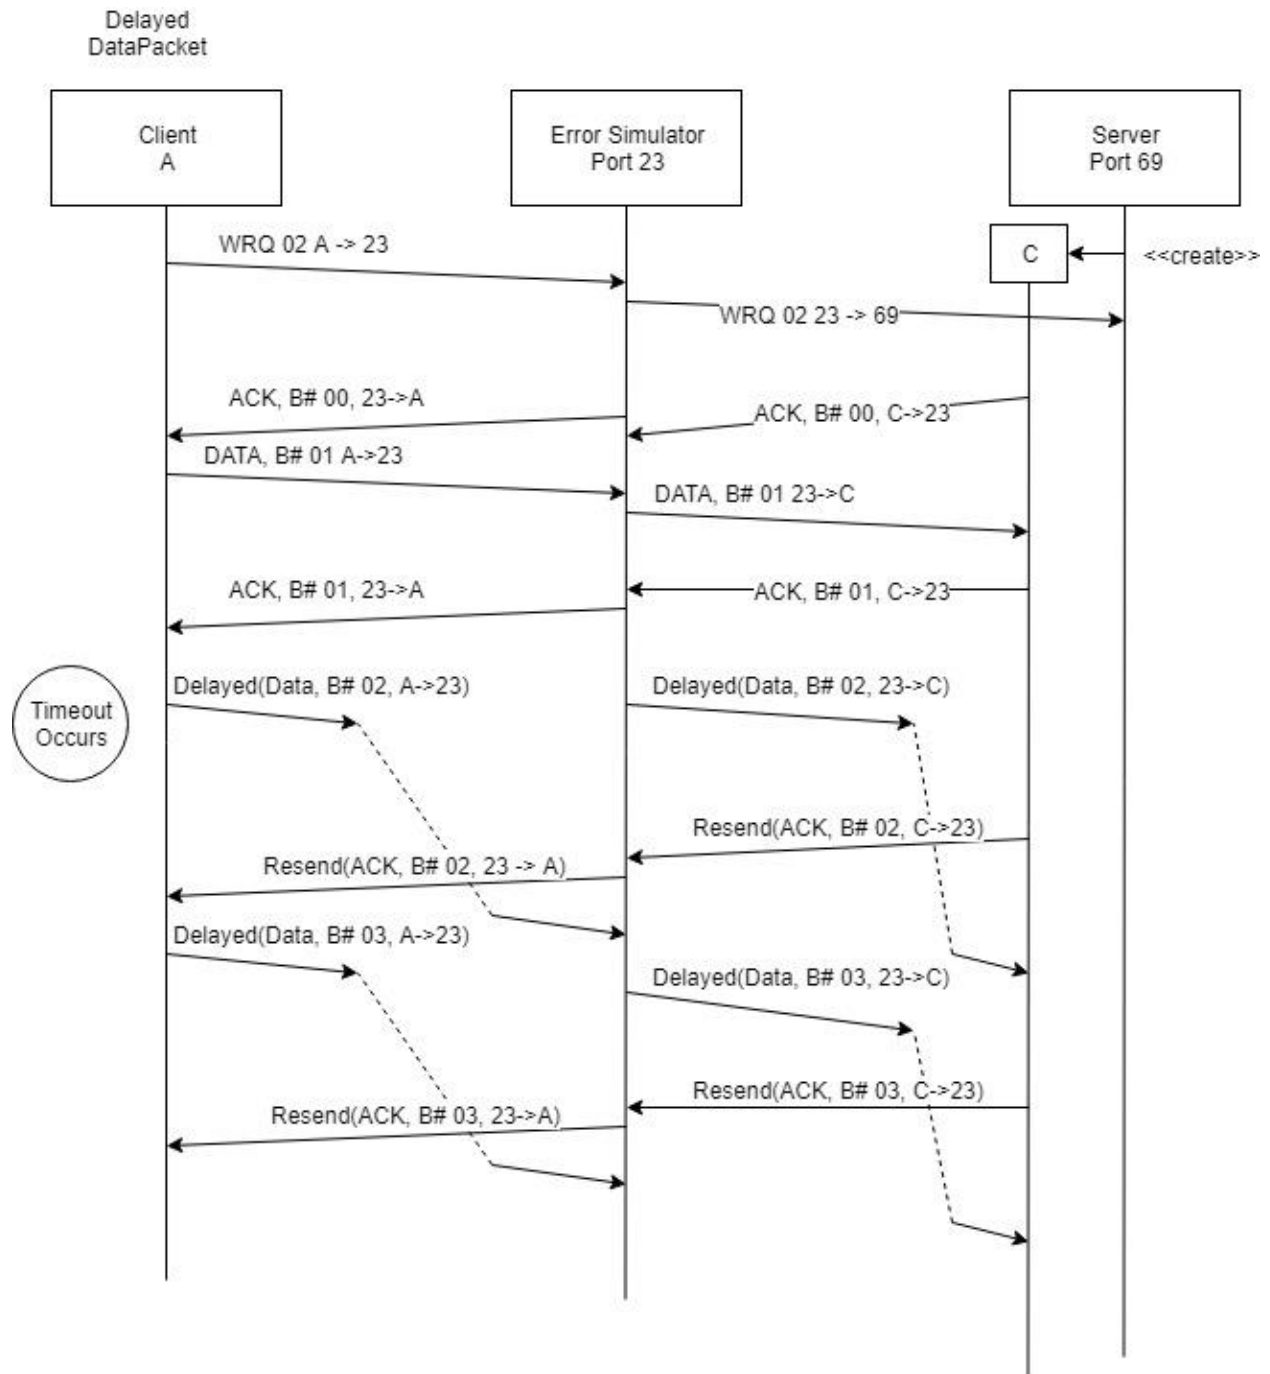 Delayed
DataPacket
Client
A
Error Simulator
Port 23
Server
Port 69
WRQ 02 A -> 23
C
<<create>>
WRQ 02 23 -> 69
ACK, B# 00, 23->A
ACK, B# 00, C->23
DATA, B# 01 A->23
DATA, B# 01 23->C
ACK, B# 01, 23->A
ACK, B# 01, C->23
Timeout
Occurs
Delayed(Data, B# 02, A->23)
Delayed(Data, B# 02, 23->C)
Resend(ACK, B# 02, C->23)
Resend(ACK, B# 02, 23 -> A)
Delayed(Data, B# 03, A->23)
Delayed(Data, B# 03, 23->C)
Resend(ACK, B# 03, C->23)
Resend(ACK, B# 03, 23->A)